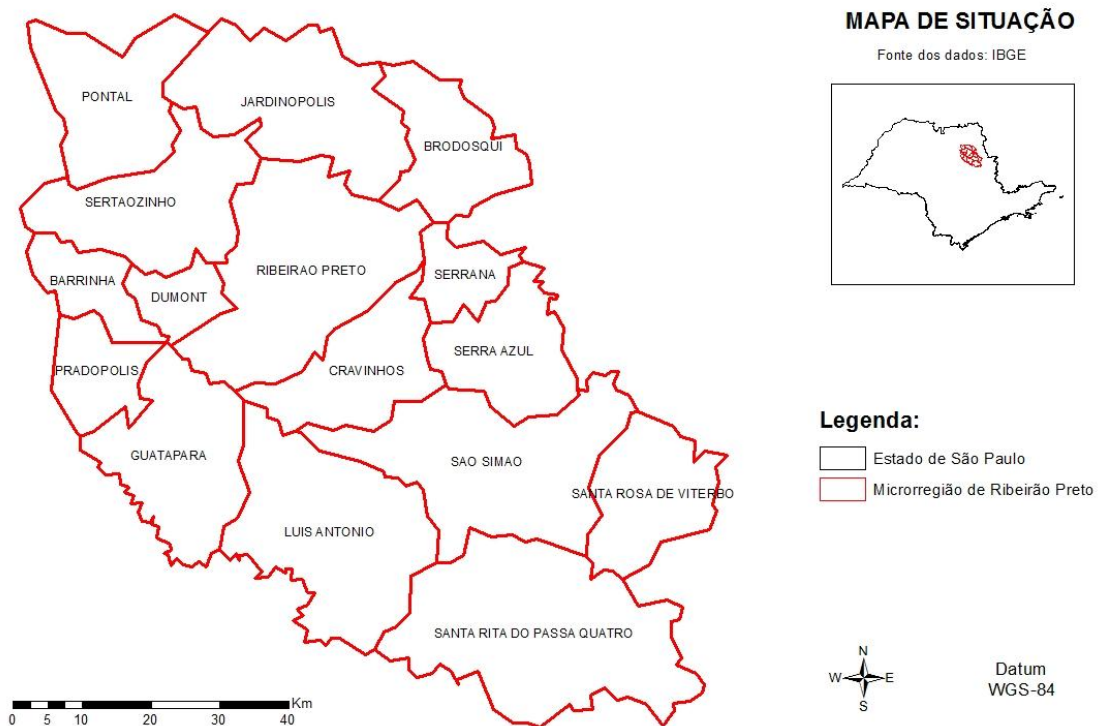 MAPA DE SITUAÇÃO
Fonte dos dados: IBGE
PONTAL
JARDINOPOLIS
BRODOSQUI
SERTAOZINHO
RIBEIRAO PRETO
BARRINHA
DUMONT
SERRANA
SERRA AZUL
PRADOPOLIS
CRAVINHOS
GUATAPARA
SAO SIMAO
SANTA ROSA DE VITERBO
LUIS ANTONIO
SANTA RITA DO PASSA QUATRO
Legenda:
Estado de São Paulo
Microrregião de Ribeirão Preto
N
W E
S
Datum
WGS-84
Km
0 5 10 20 30 40